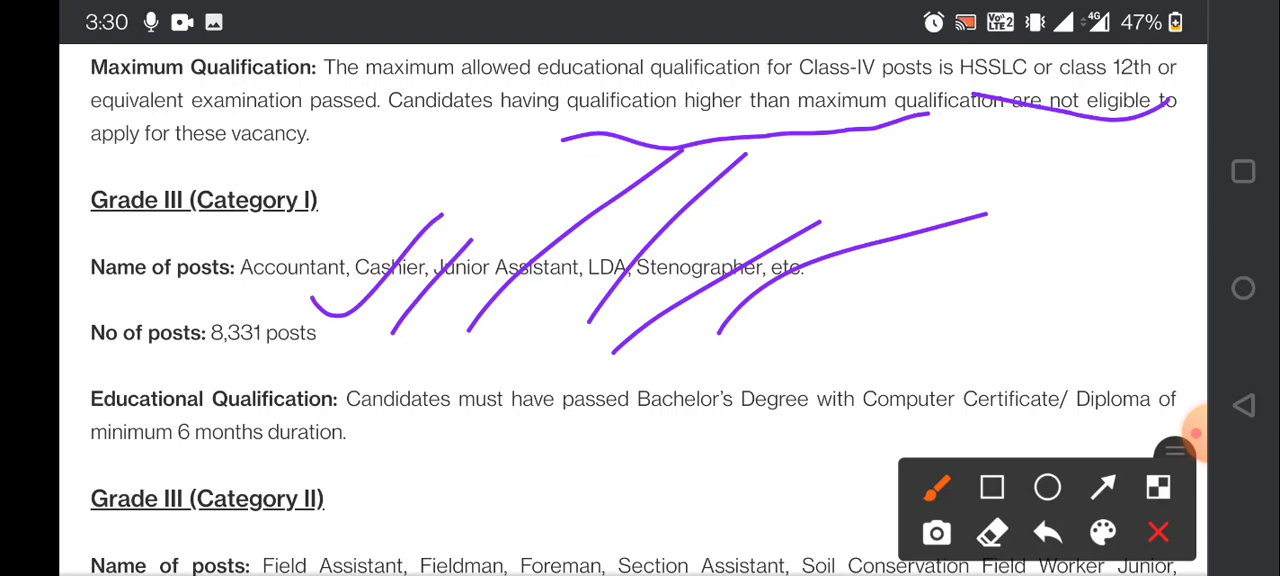 3:30
Vo)) LTE2
4G
47%
Maximum Qualification: The maximum allowed educational qualification for Class-IV posts is HSSLC or class 12th or
equivalent examination passed. Candidates having qualification higher than maximum qualification are not eligible to
apply for these vacancy.
Grade III (Category I)
Name of posts: Accountant, Cashier, Junior Assistant, LDA, Stenographer, etc.
No of posts: 8,331 posts
Educational Qualification: Candidates must have passed Bachelor's Degree with Computer Certificate/ Diploma of
minimum 6 months duration.
Grade III (Category II)
Name of posts: Field Assistant, Fieldman, Foreman, Section Assistant, Soil Conservation Field Worker Junior,